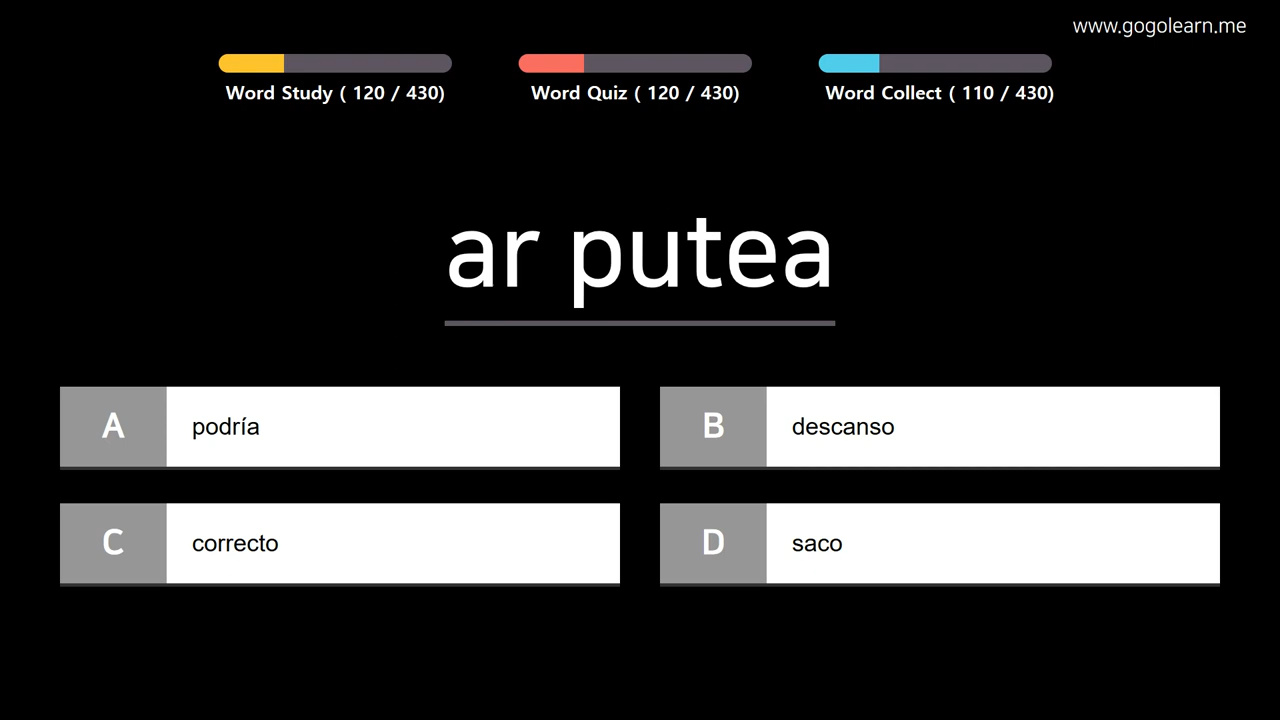 www.gogolearn.me
Word Study ( 120 / 430)
Word Quiz ( 120 / 430)
Word Collect ( 110 / 430)
ar putea
A podría
B descanso
C correcto
D saco